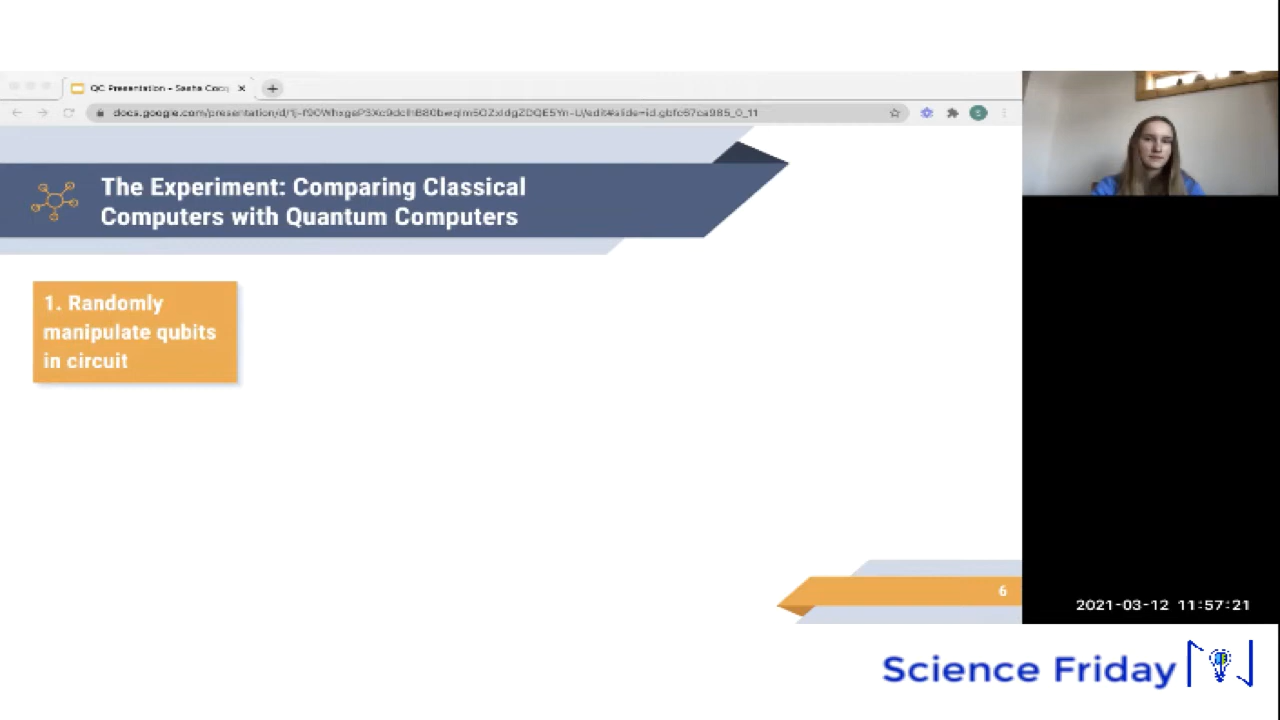 QC Presentation - Sasha Cocq
The Experiment: Comparing Classical
Computers with Quantum Computers
1. Randomly
manipulate qubits
in circuit
6
2021-03-12 11:57:21
Science Friday